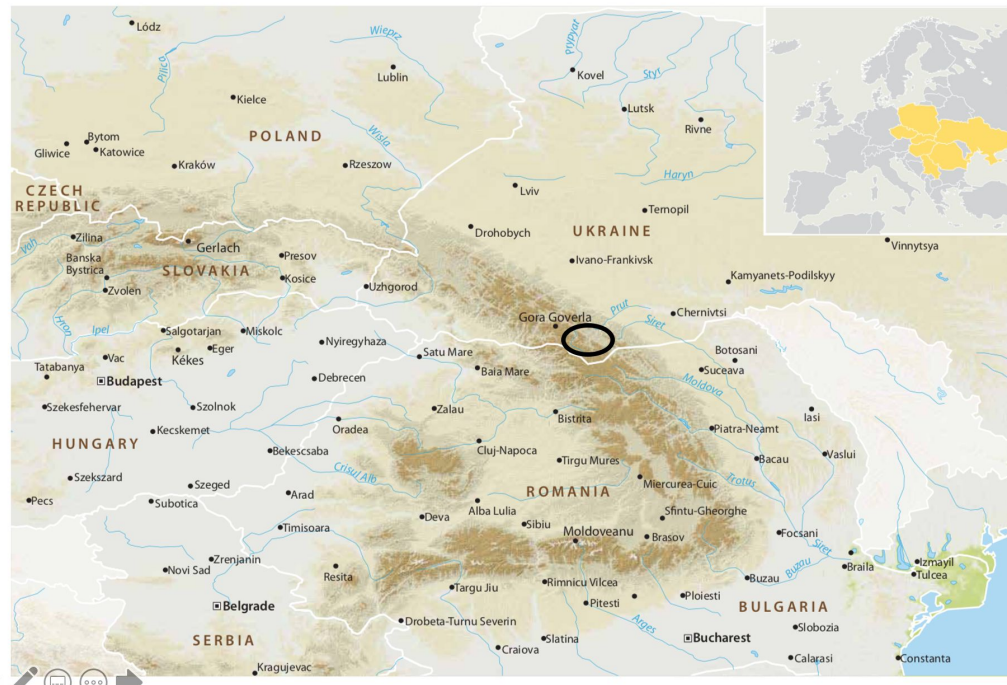 Lódz
Pilica
Wieprz
Lublin
Prypyat
Kovel
Styr
Lutsk
Rivne
Kielce
POLAND
Wisla
Bytom
Gliwice
Katowice
Kraków
Rzeszow
Haryn
CZECH
REPUBLIC
Lviv
Ternopil
Drohobych
UKRAINE
Vinnytsya
Váh
Zilina
Gerlach
Banska
Bystrica
SLOVAKIA
Presov
Kosice
Zvolen
Uzhgorod
Ivano-Frankivsk
Kamyanets-Podilskyy
Hron
Ipel
Salgotarjan
Miskolc
Gora Goverla
Prut
Siret
Chernivtsi
Vac
Kékes
Eger
Nyiregyhaza
Satu Mare
Botosani
Tatabanya
Budapest
Debrecen
Baia Mare
Moldova
Suceava
Szekesfehervar
Szolnok
Zalau
Bistrita
Iasi
Kecskemet
Oradea
Piatra-Neamt
HUNGARY
Bekescsaba
Cluj-Napoca
Tirgu Mures
Bacau
Vaslui
Szekszard
Szeged
Crisul Alb
ROMANIA
Miercurea-Cuic
Trotus
Pecs
Subotica
Arad
Alba Lulia
Sfintu-Gheorghe
Timisoara
Deva
Sibiu
Moldoveanu
Brasov
Focsani
Siret
Zrenjanin
Novi Sad
Resita
Buzau
Braila
Izmayil
Tulcea
Targu Jiu
Rimnicu Vilcea
Buzau
Belgrade
Pitesti
Ploiesti
BULGARIA
Drobeta-Turnu Severin
Arges
Slobozia
SERBIA
Slatina
Bucharest
Craiova
Calarasi
Constanta
Kragujevac